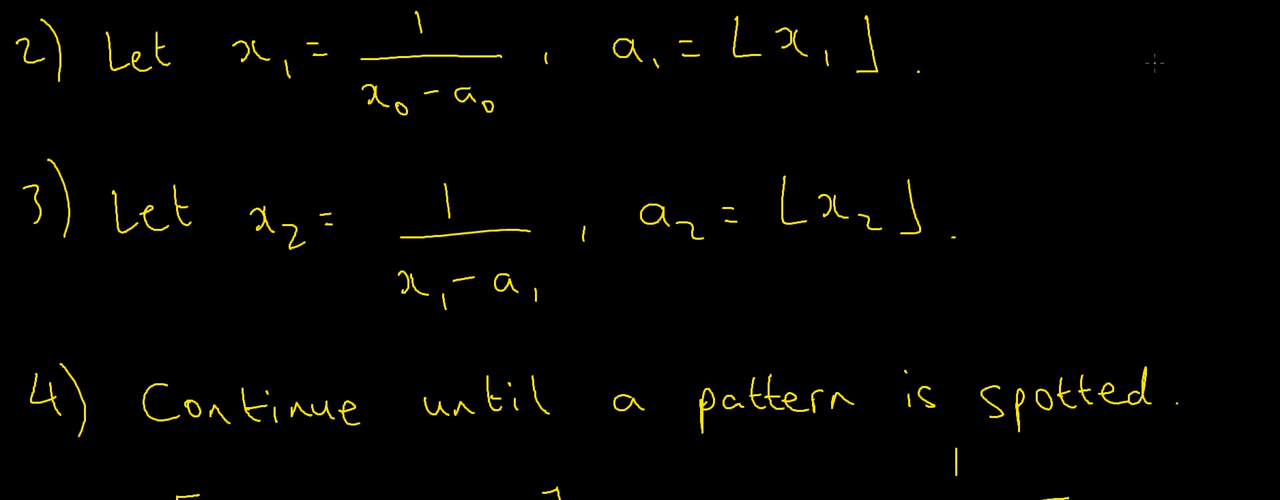 2) Let x₁ = 1/(x₀ - a₀) , a₁ = ⌊x₁⌋ .
3) Let x₂ = 1/(x₁ - a₁) , a₂ = ⌊x₂⌋ .
4) Continue until a pattern is spotted .